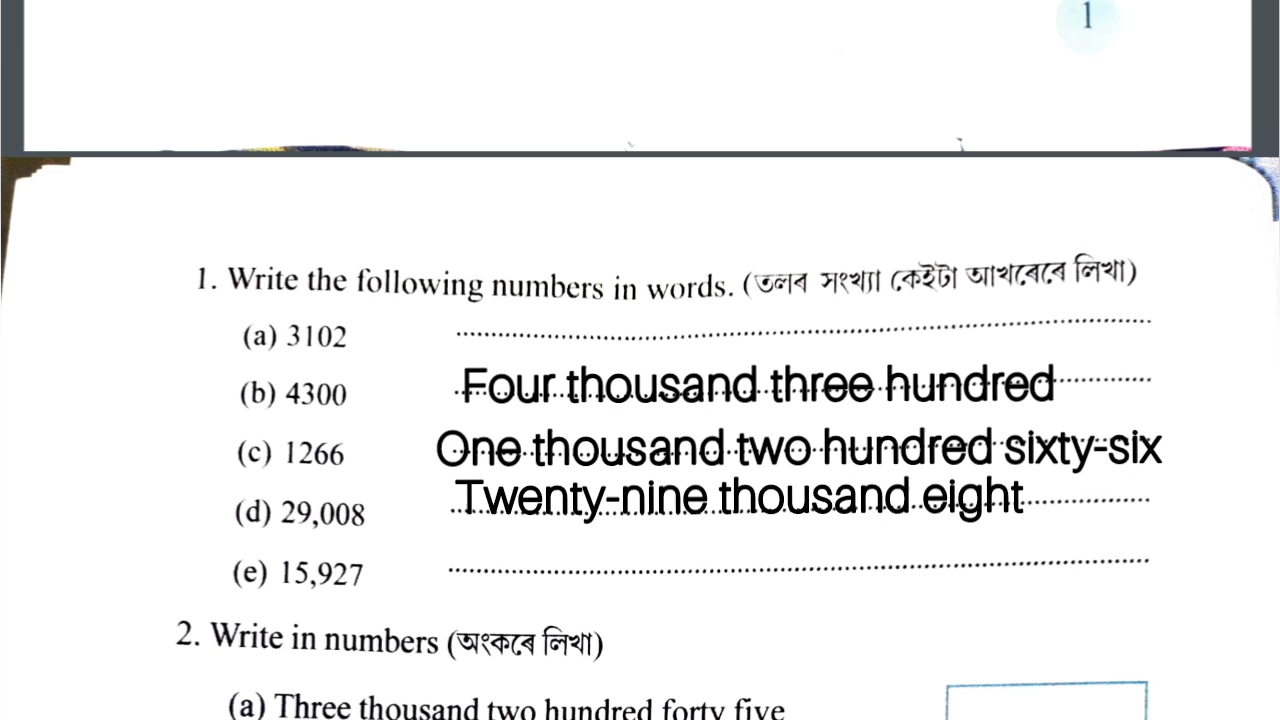 1
1. Write the following numbers in words. (তলৰ সংখ্যা কেইটা আখৰেৰে লিখা)
(a) 3102 ....................
(b) 4300 Four thousand three hundred
(c) 1266 One thousand two hundred sixty-six
(d) 29,008 Twenty-nine thousand eight
(e) 15,927 ....................
2. Write in numbers (অংকৰে লিখা)
(a) Three thousand two hundred forty five